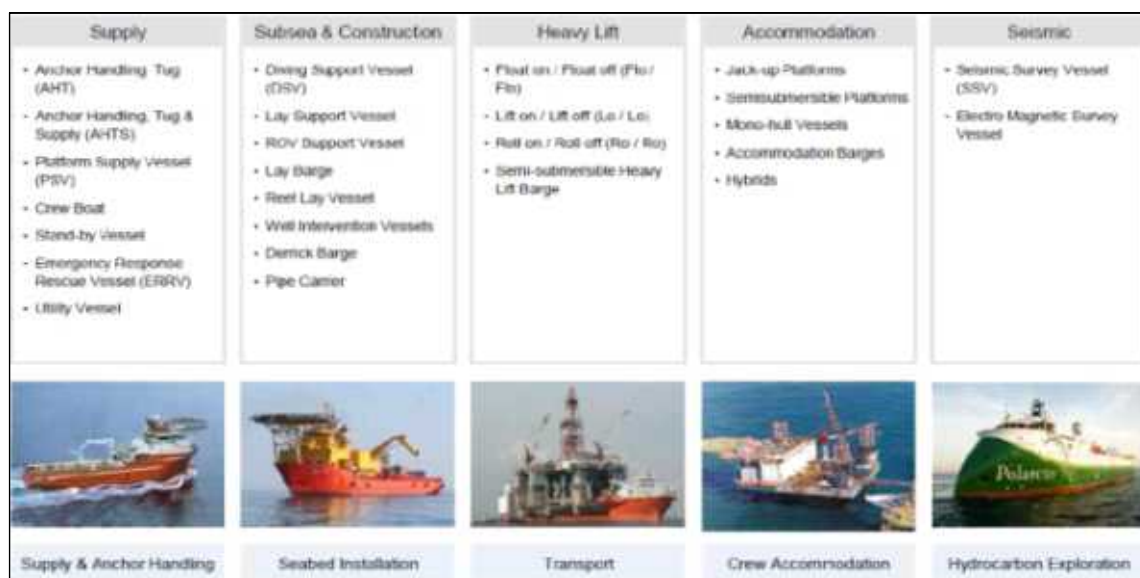 Supply
• Anchor Handling, Tug
(AHT)
• Anchor Handling, Tug &
Supply (AHTS)
• Platform Supply Vessel
(PSV)
• Crew Boat
• Stand-by Vessel
• Emergency Response
Rescue Vessel (ERRV)
• Utility Vessel
Subsea & Construction
• Diving Support Vessel
(DSV)
• Lay Support Vessel
• ROV Support Vessel
• Lay Barge
• Reel Lay Vessel
• Well Intervention Vessels
• Derrick Barge
• Pipe Carrier
Heavy Lift
• Float on / Float off (Flo /
Flo)
• Lift on / Lift off (Lo / Lo)
• Roll on / Roll off (Ro / Ro)
• Semi-submersible Heavy
Lift Barge
Accommodation
• Jack-up Platforms
• Semisubmersible Platforms
• Mono-hull Vessels
• Accommodation Barges
• Hybrids
Seismic
• Seismic Survey Vessel
(SSV)
• Electro Magnetic Survey
Vessel
Polarcus
Supply & Anchor Handling
Seabed Installation
Transport
Crew Accommodation
Hydrocarbon Exploration